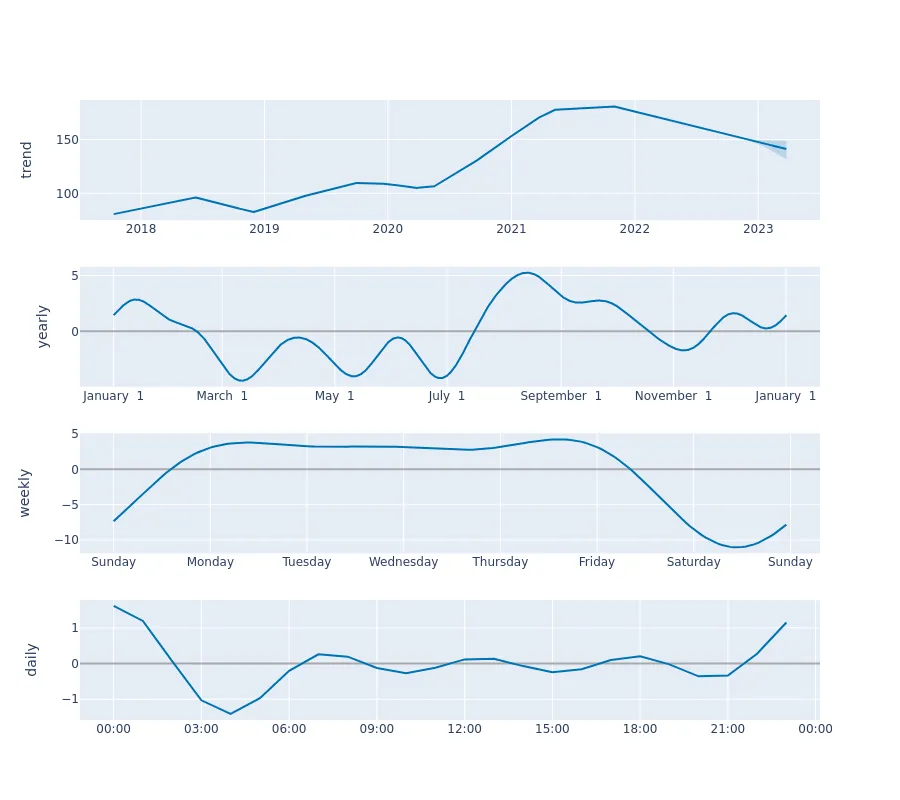 trend
150
100
2018 2019 2020 2021 2022 2023
yearly
5
0
January 1 March 1 May 1 July 1 September 1 November 1 January 1
weekly
5
0
−5
−10
Sunday Monday Tuesday Wednesday Thursday Friday Saturday Sunday
daily
1
0
−1
00:00 03:00 06:00 09:00 12:00 15:00 18:00 21:00 00:00